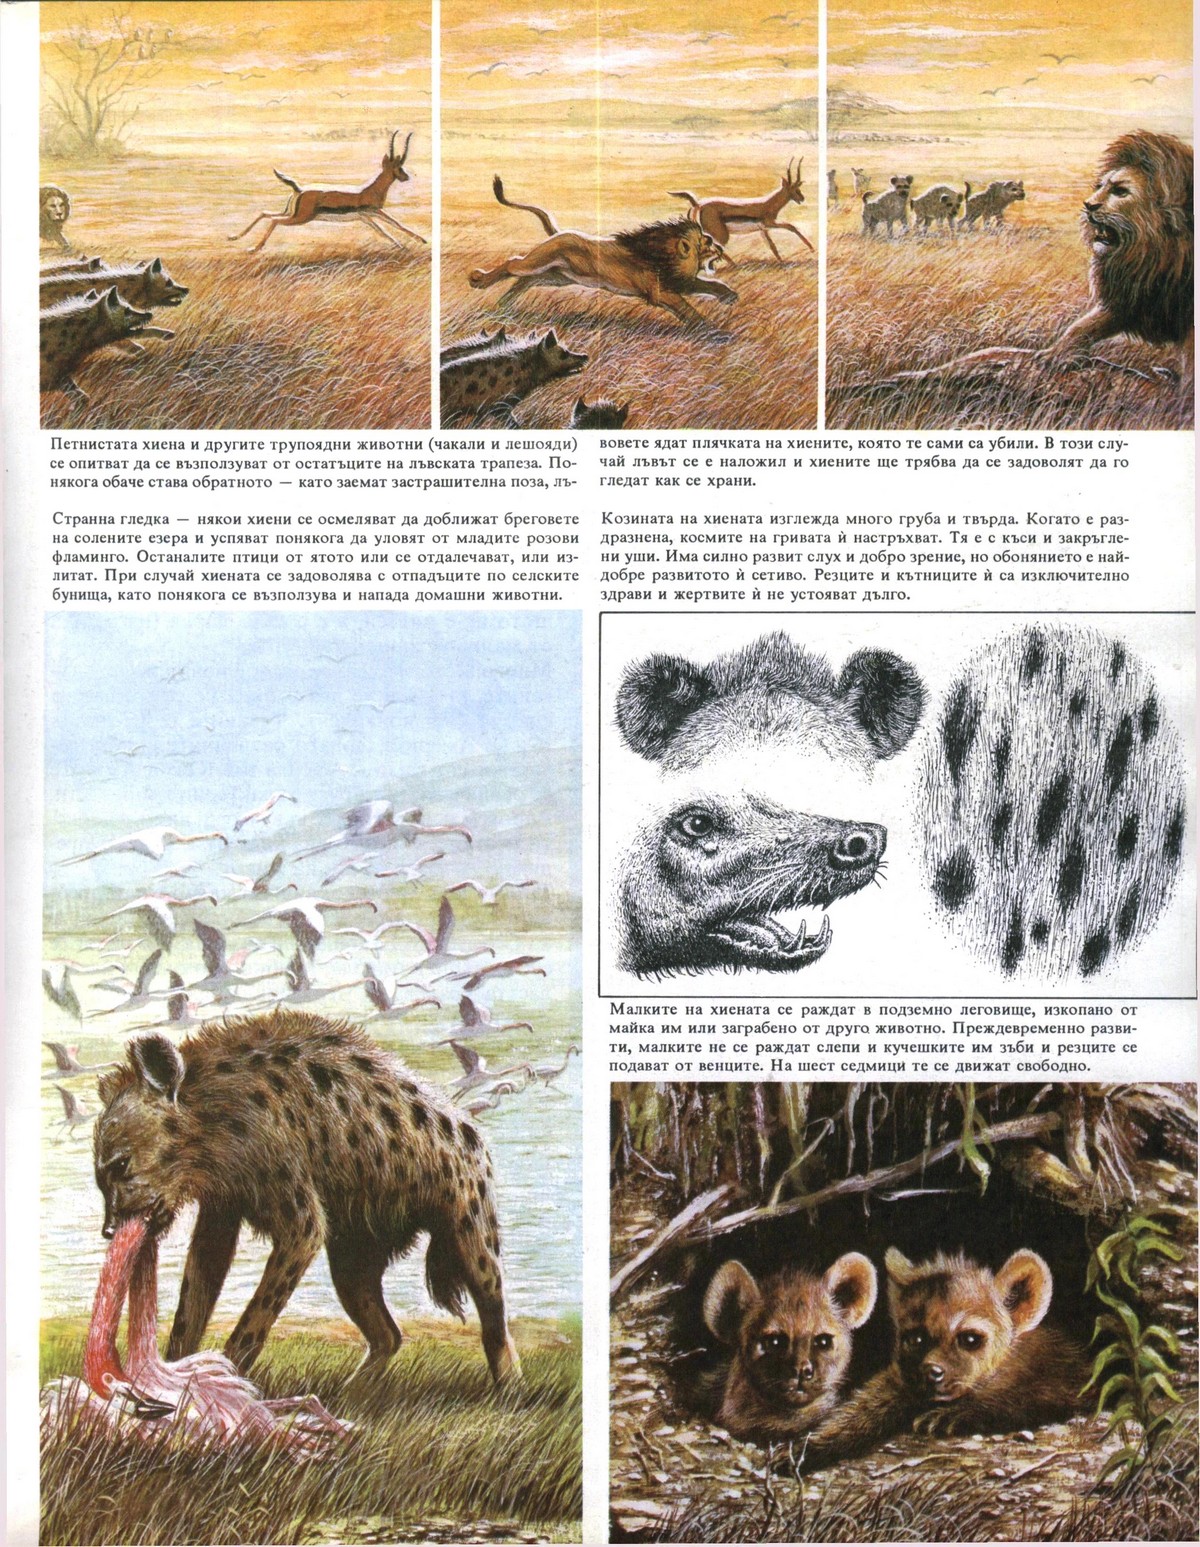 Петнистата хиена и другите трупоядни животни (чакали и лешояди)
се опитват да се възползуват от остатъците на лъвската трапеза. По-
някога обаче става обратното — като заемат застрашителна поза, лъ-
вовете ядат плячката на хиените, която те сами са убили. В този слу-
чай лъвът се е наложил и хиените ще трябва да се задоволят да го
гледат как се храни.
Странна гледка — някои хиени се осмеляват да доближат бреговете
на солените езера и успяват понякога да уловят от младите розови
фламинго. Останалите птици от ятото или се отдалечават, или из-
литат. При случай хиената се задоволява с отпадъците по селските
бунища, като понякога се възползува и напада домашни животни.
Козината на хиената изглежда много груба и твърда. Когато е раз-
дразнена, космите на гривата ѝ настръхват. Тя е с къси и закръгле-
ни уши. Има силно развит слух и добро зрение, но обонянието е най-
добре развитото ѝ сетиво. Резците и кътниците ѝ са изключително
здрави и жертвите ѝ не устояват дълго.
Малките на хиената се раждат в подземно леговище, изкопано от
майка им или заграбено от друго животно. Преждевременно разви-
ти, малките не се раждат слепи и кучешките им зъби и резците се
подават от венците. На шест седмици те се движат свободно.